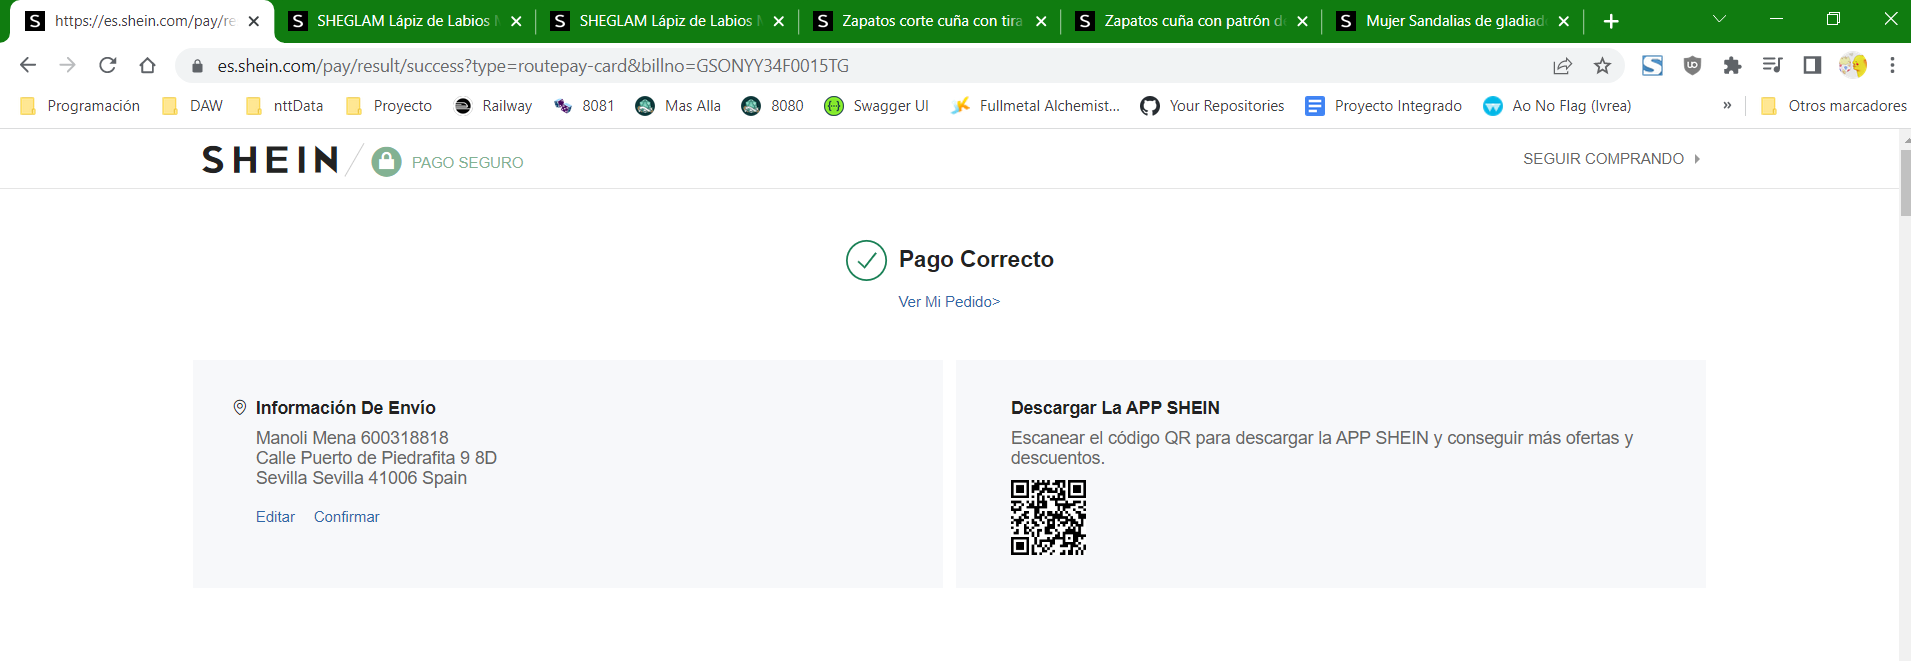 https://es.shein.com/pay/re
SHEGLAM Lápiz de Labios
SHEGLAM Lápiz de Labios
Zapatos corte cuña con tira
Zapatos cuña con patrón d
Mujer Sandalias de gladiad
es.shein.com/pay/result/success?type=routepay-card&billno=GSONYY34F0015TG
Programación
DAW
nttData
Proyecto
Railway
8081
Mas Alla
8080
Swagger UI
Fullmetal Alchemist...
Your Repositories
Proyecto Integrado
Ao No Flag (Ivrea)
»
Otros marcadores
SHEIN
PAGO SEGURO
SEGUIR COMPRANDO
Pago Correcto
Ver Mi Pedido>
Información De Envío
Manoli Mena 600318818
Calle Puerto de Piedrafita 9 8D
Sevilla Sevilla 41006 Spain
Editar Confirmar
Descargar La APP SHEIN
Escanear el código QR para descargar la APP SHEIN y conseguir más ofertas y
descuentos.